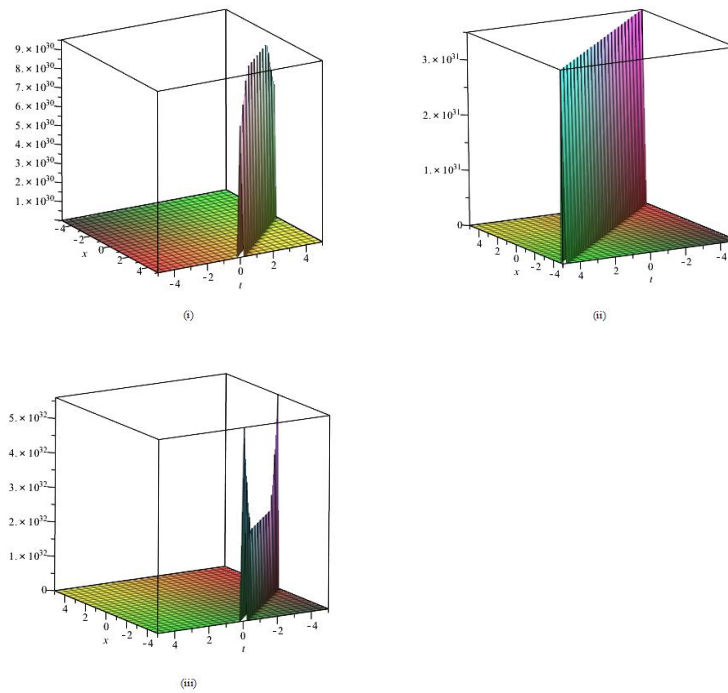 9. × 10^30
8. × 10^30
7. × 10^30
6. × 10^30
5. × 10^30
4. × 10^30
3. × 10^30
2. × 10^30
1. × 10^30
-4
-2
0
2
4
x
-4 -2 0 2 4
t
(i)
3. × 10^31
2. × 10^31
1. × 10^31
0
4 2 0 -2 -4
x
4 2 0 -2 -4
t
(ii)
5. × 10^32
4. × 10^32
3. × 10^32
2. × 10^32
1. × 10^32
0
4 2 0 -2 -4
x
4 2 0 -2 -4
t
(iii)